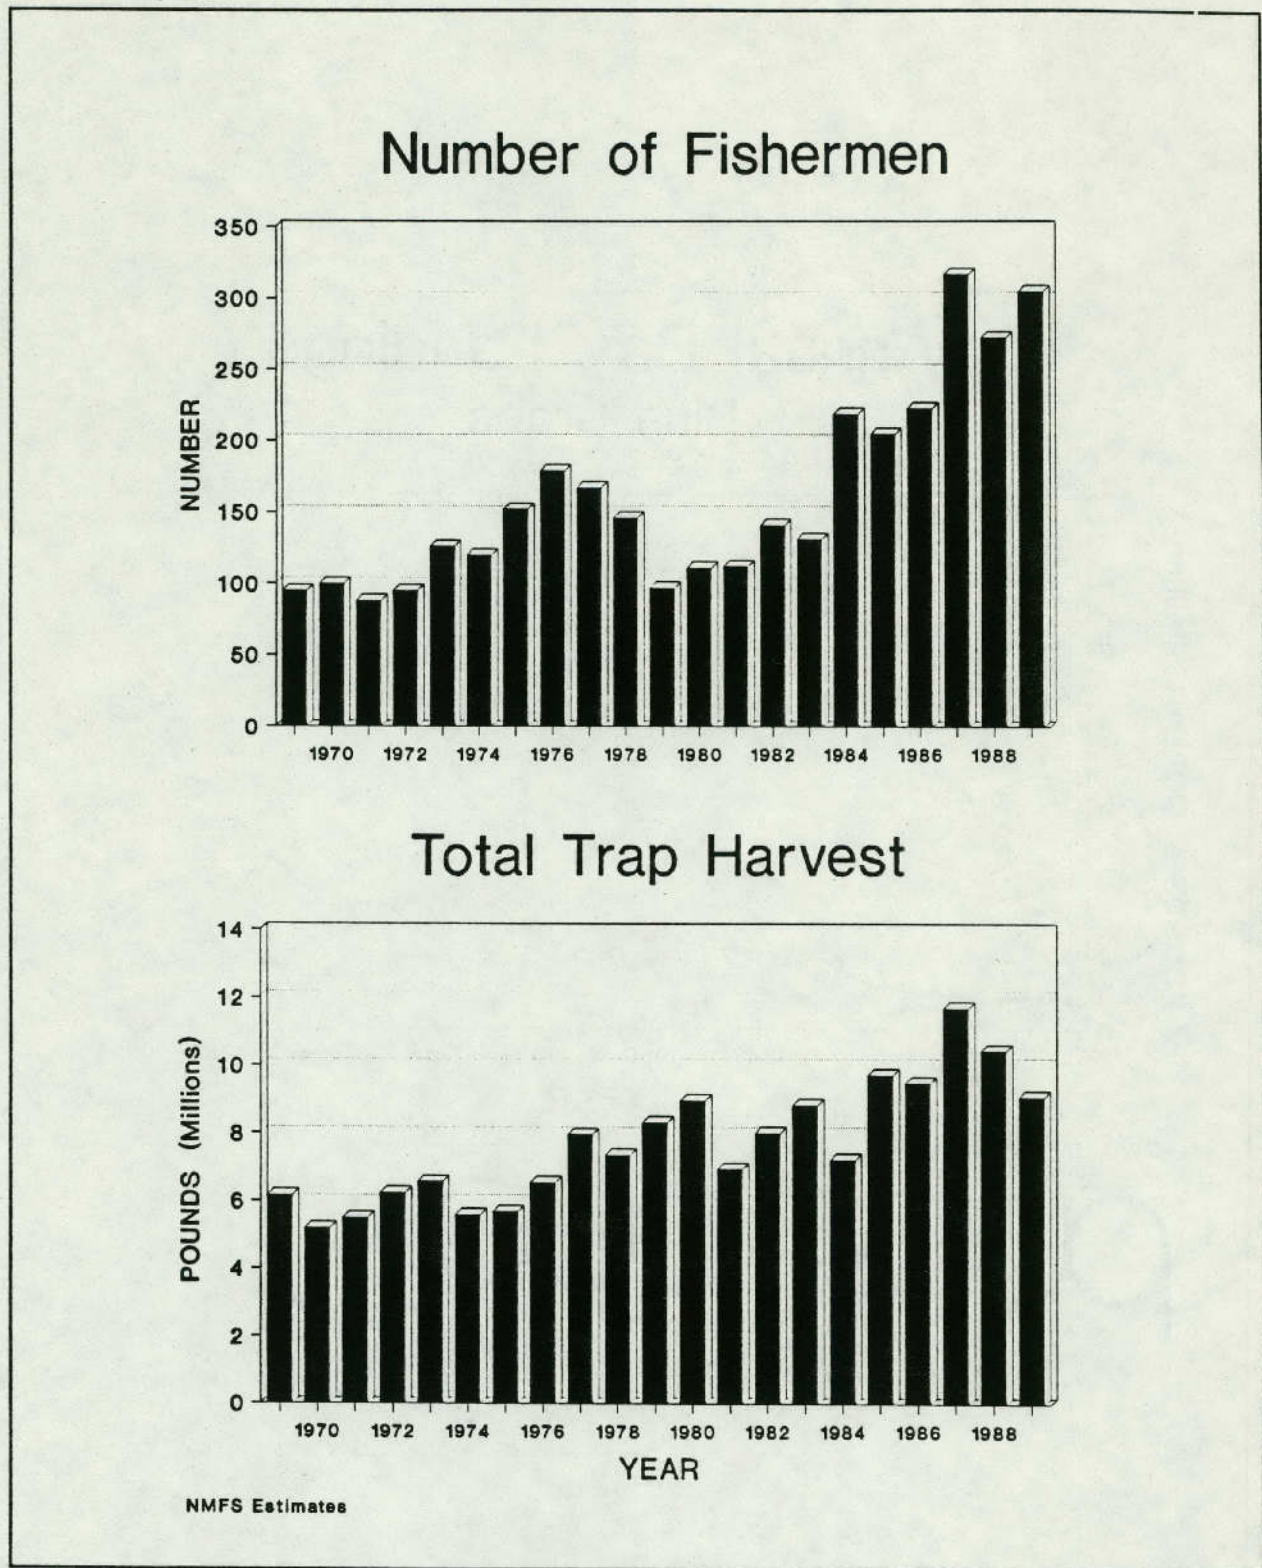 Number of Fishermen
350
300
250
200
150
100
50
0
NUMBER
1970 1972 1974 1976 1978 1980 1982 1984 1986 1988
Total Trap Harvest
14
12
10
8
6
4
2
0
POUNDS (Millions)
1970 1972 1974 1976 1978 1980 1982 1984 1986 1988
YEAR
NMFS Estimates